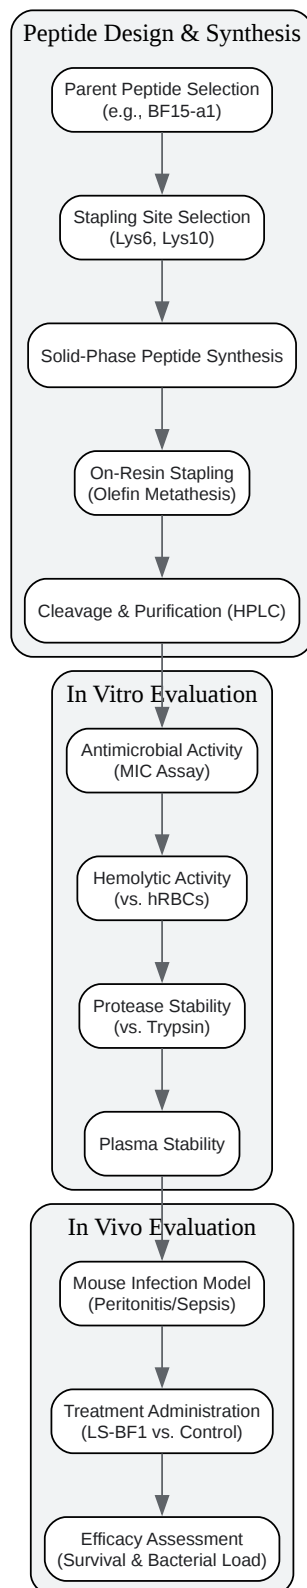 Peptide Design & Synthesis
Parent Peptide Selection
(e.g., BF15-a1)
Stapling Site Selection
(Lys6, Lys10)
Solid-Phase Peptide Synthesis
On-Resin Stapling
(Olefin Metathesis)
Cleavage & Purification (HPLC)
In Vitro Evaluation
Antimicrobial Activity
(MIC Assay)
Hemolytic Activity
(vs. hRBCs)
Protease Stability
(vs. Trypsin)
Plasma Stability
In Vivo Evaluation
Mouse Infection Model
(Peritonitis/Sepsis)
Treatment Administration
(LS-BF1 vs. Control)
Efficacy Assessment
(Survival & Bacterial Load)